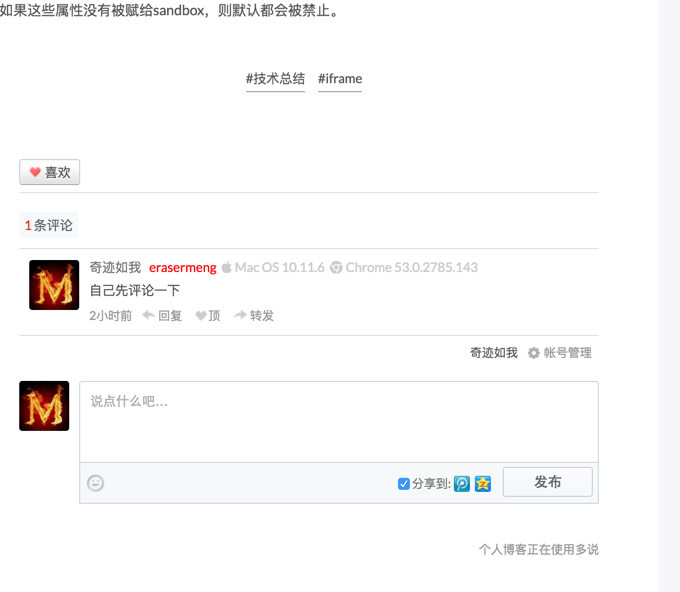 如果这些属性没有被赋给sandbox，则默认都会被禁止。
#技术总结 #iframe
喜欢
1条评论
奇迹如我 erasermeng Mac OS 10.11.6 Chrome 53.0.2785.143
自己先评论一下
2小时前 回复 顶 转发
奇迹如我 帐号管理
说点什么吧...
分享到: 发布
个人博客正在使用多说